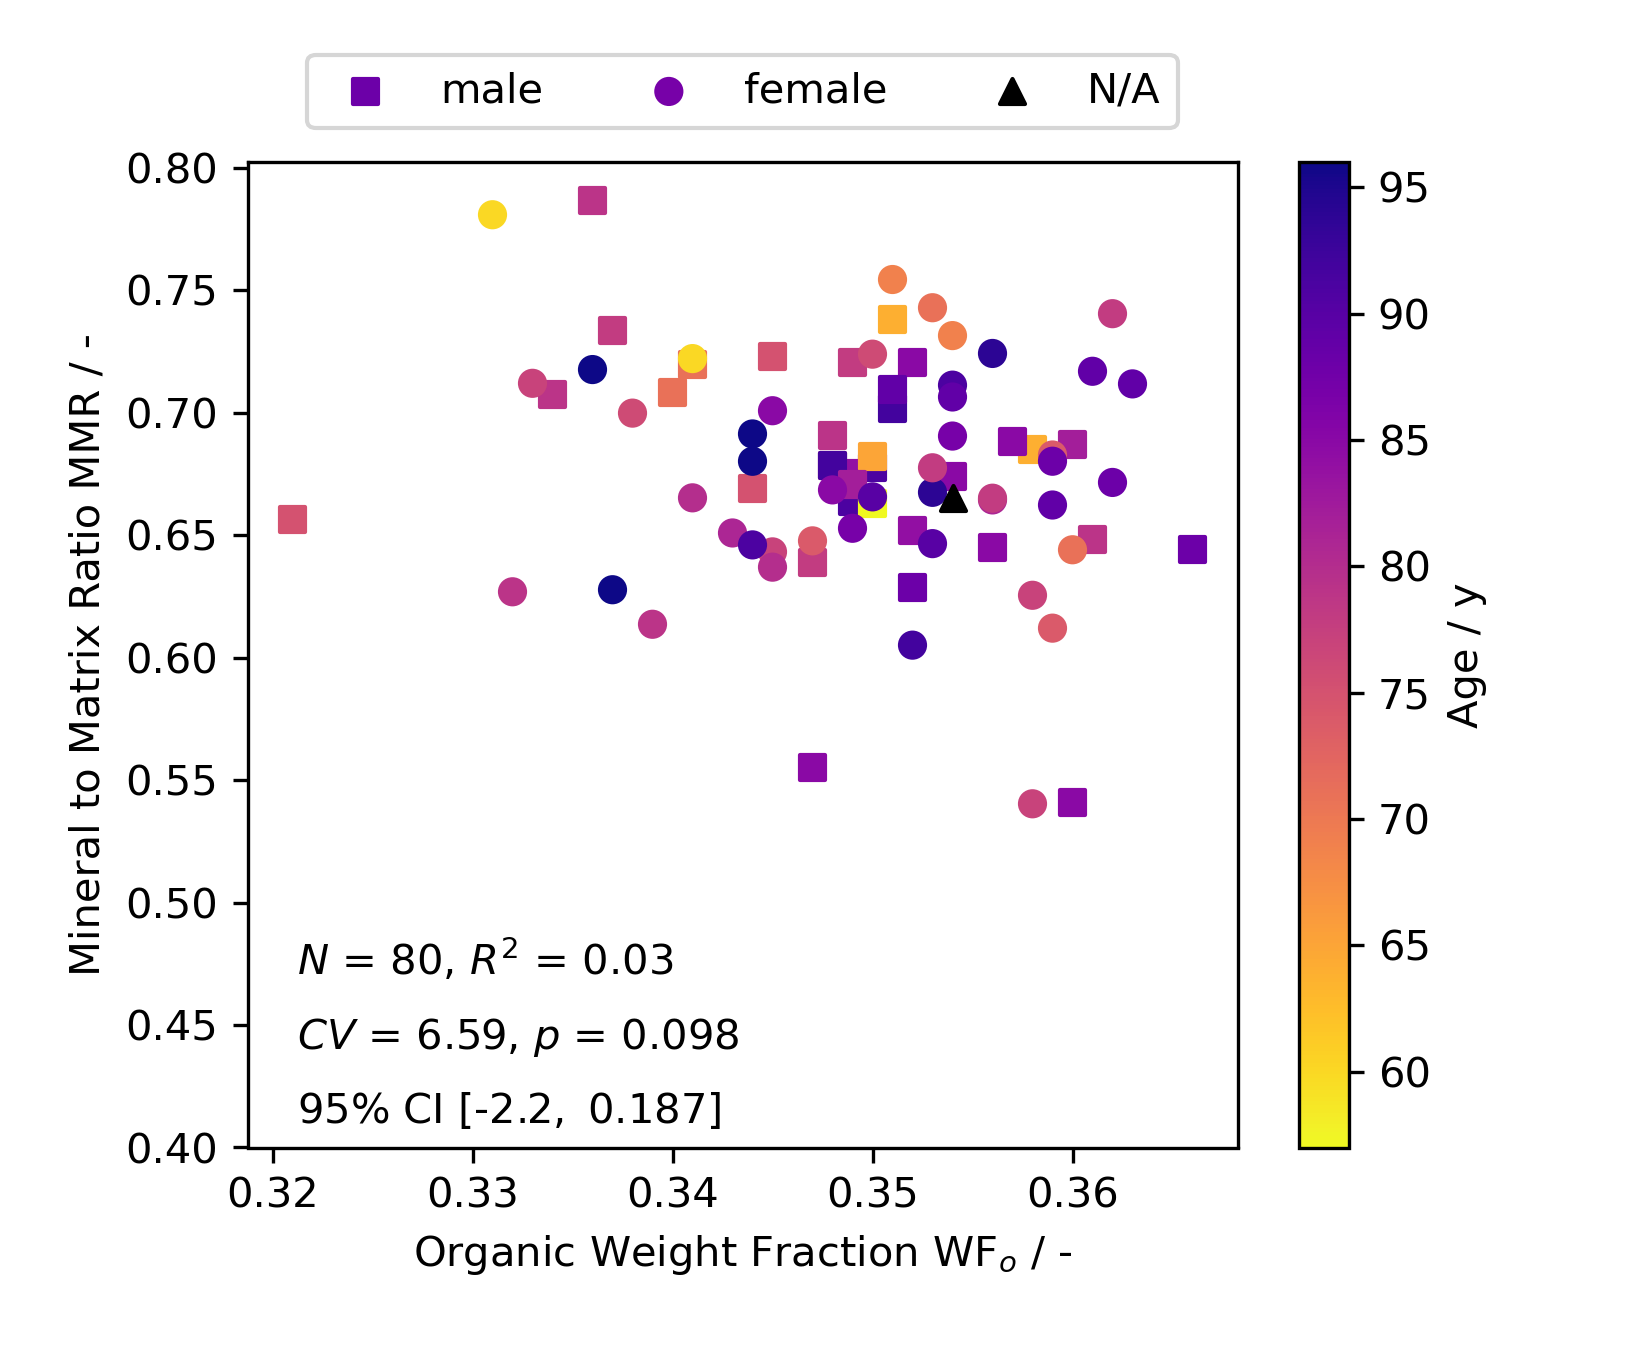 male female N/A
0.80
0.75
0.70
0.65
0.60
0.55
0.50
0.45
0.40
Mineral to Matrix Ratio MMR / -
N = 80, R² = 0.03
CV = 6.59, p = 0.098
95% CI [-2.2, 0.187]
0.32 0.33 0.34 0.35 0.36
Organic Weight Fraction WFₒ / -
95
90
85
80
75
70
65
60
Age / y